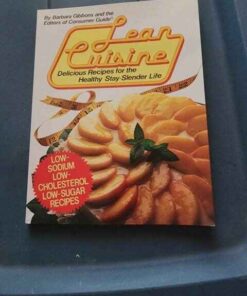 By Barbara Gibbons and the
Editors of Consumer Guide®
Lean
Cuisine
Delicious Recipes for the
Healthy Stay-Slender Life
LOW-
SODIUM
LOW-
CHOLESTEROL
LOW-SUGAR
RECIPES